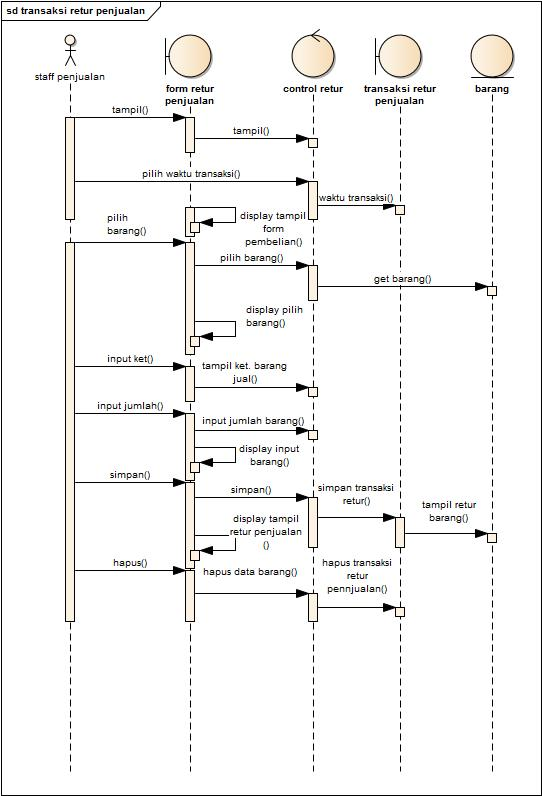 sd transaksi retur penjualan
staff penjualan
form retur
penjualan
control retur
transaksi retur
penjualan
barang
tampil()
tampil()
pilih waktu transaksi()
waktu transaksi()
display tampil
form
pembelian()
pilih
barang()
pilih barang()
get barang()
display pilih
barang()
input ket()
tampil ket. barang
jual()
input jumlah()
input jumlah barang()
display input
barang()
simpan()
simpan()
simpan transaksi
retur()
tampil retur
barang()
display tampil
retur penjualan
()
hapus()
hapus data barang()
hapus transaksi
retur
pennjualan()